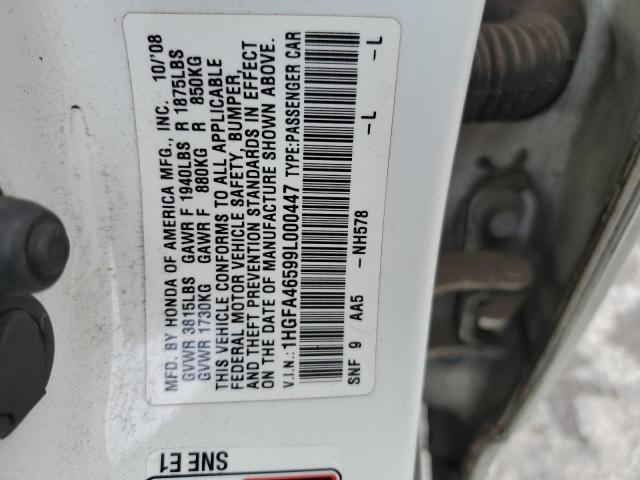 MFD. BY HONDA OF AMERICA MFG., INC. 10/'08
GVWR 3815LBS GAWR F 1940LBS R 1875LBS
GVWR 1730KG GAWR F 880KG R 850KG
THIS VEHICLE CONFORMS TO ALL APPLICABLE
FEDERAL MOTOR VEHICLE SAFETY, BUMPER,
AND THEFT PREVENTION STANDARDS IN EFFECT
ON THE DATE OF MANUFACTURE SHOWN ABOVE.
V.I.N.: 1HGFA46599L000447 TYPE:PASSENGER CAR
SNF 9 AA5 -NH578 -L -L
SNE E1